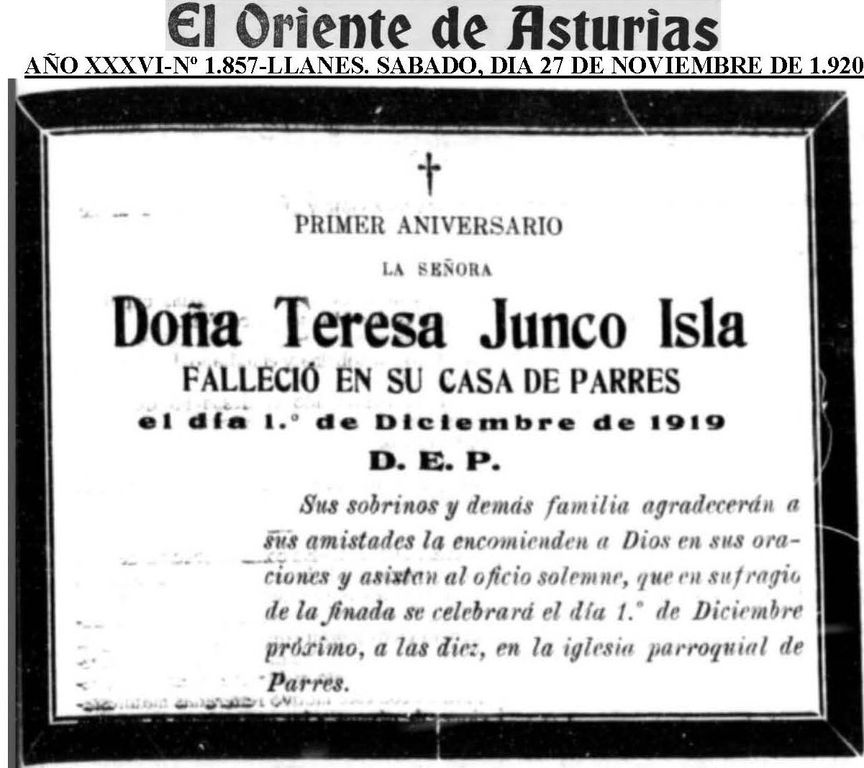 El Oriente de Asturias
AÑO XXXVI-Nº 1.857-LLANES. SABADO, DIA 27 DE NOVIEMBRE DE 1.920
PRIMER ANIVERSARIO
LA SEÑORA
Doña Teresa Junco Isla
FALLECIÓ EN SU CASA DE PARRES
el día 1.º de Diciembre de 1919
D. E. P.
Sus sobrinos y demás familia agradecerán a
sus amistades la encomienden a Dios en sus ora-
ciones y asistan al oficio solemne, que en sufragio
de la finada se celebrará el día 1.º de Diciembre
próximo, a las diez, en la iglesia parroquial de
Parres.